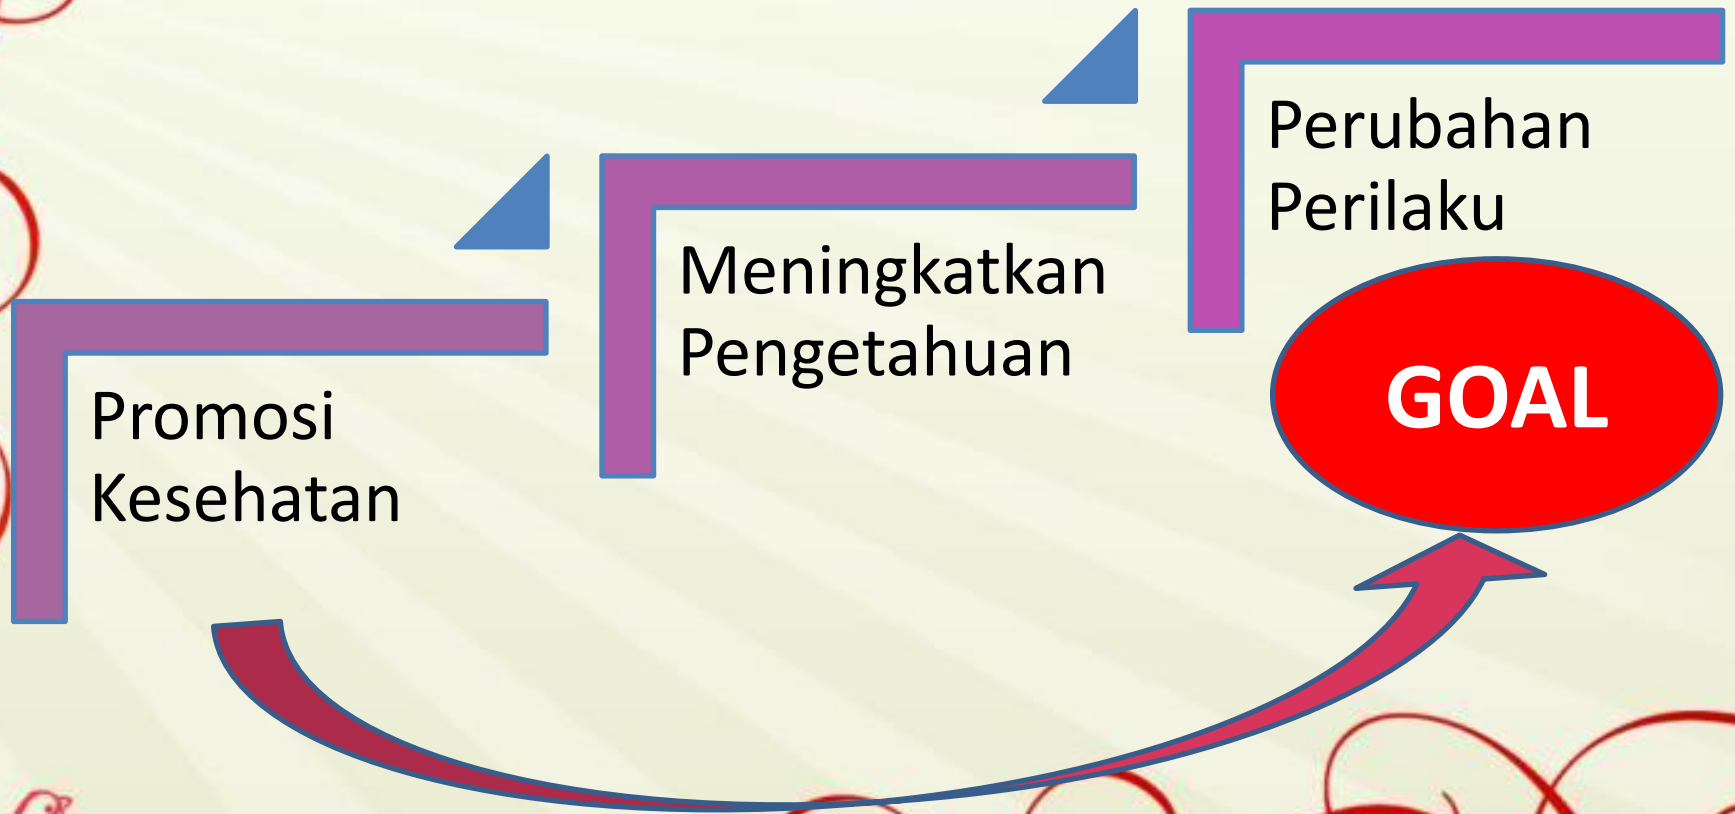 Promosi
Kesehatan
Meningkatkan
Pengetahuan
Perubahan
Perilaku
GOAL